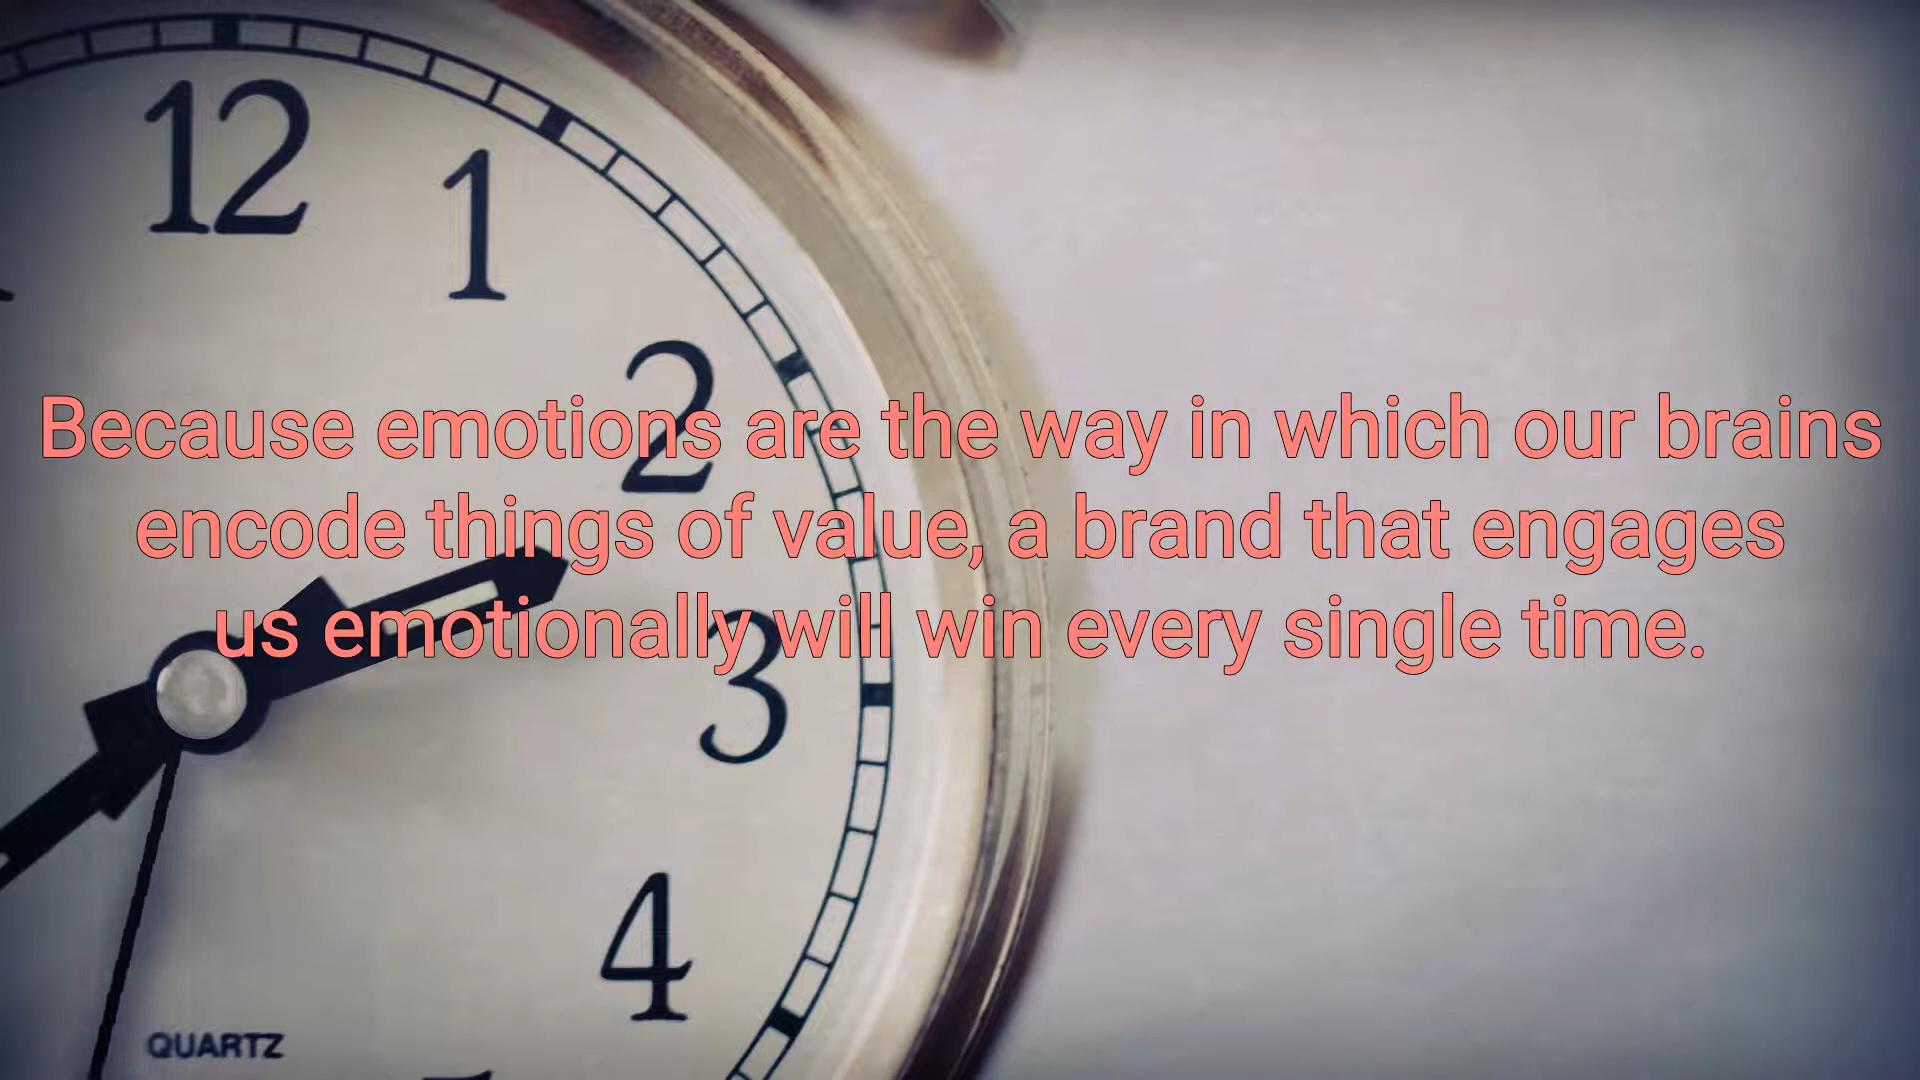 12
1
2
Because emotions are the way in which our brains
encode things of value, a brand that engages
us emotionally will win every single time.
3
4
QUARTZ